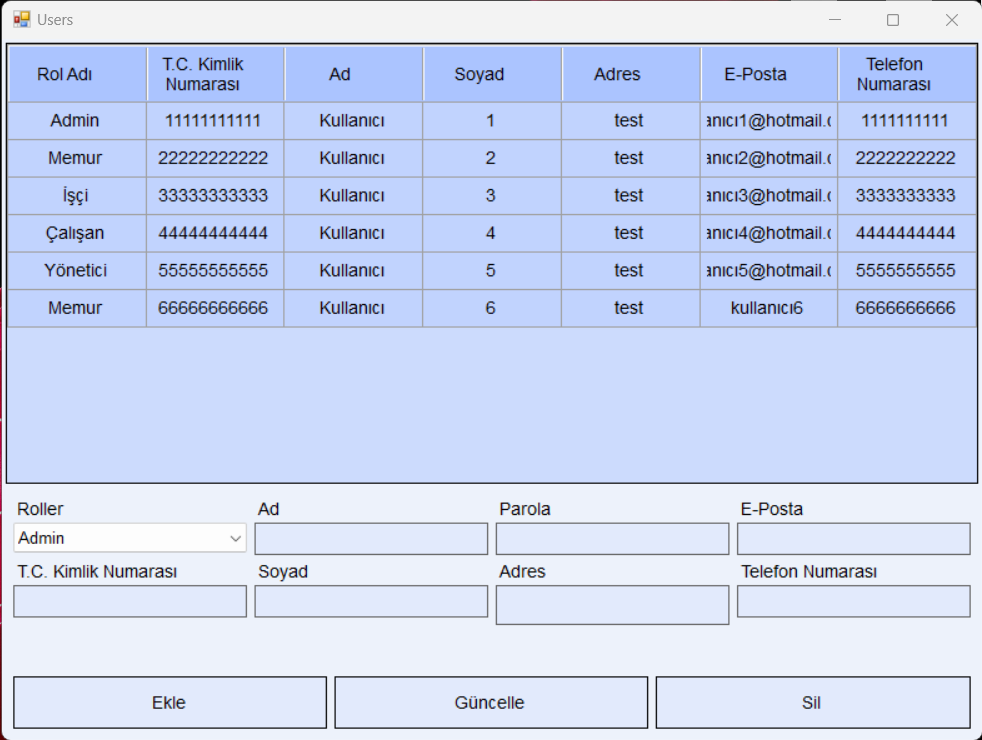 Users
Rol Adı T.C. Kimlik Numarası Ad Soyad Adres E-Posta Telefon Numarası
Admin 11111111111 Kullanıcı 1 test anıcı1@hotmail.c 1111111111
Memur 22222222222 Kullanıcı 2 test anıcı2@hotmail.c 2222222222
İşçi 33333333333 Kullanıcı 3 test anıcı3@hotmail.c 3333333333
Çalışan 44444444444 Kullanıcı 4 test anıcı4@hotmail.c 4444444444
Yönetici 55555555555 Kullanıcı 5 test anıcı5@hotmail.c 5555555555
Memur 66666666666 Kullanıcı 6 test kullanıcı6 6666666666
Roller Ad Parola E-Posta
Admin
T.C. Kimlik Numarası Soyad Adres Telefon Numarası
Ekle Güncelle Sil